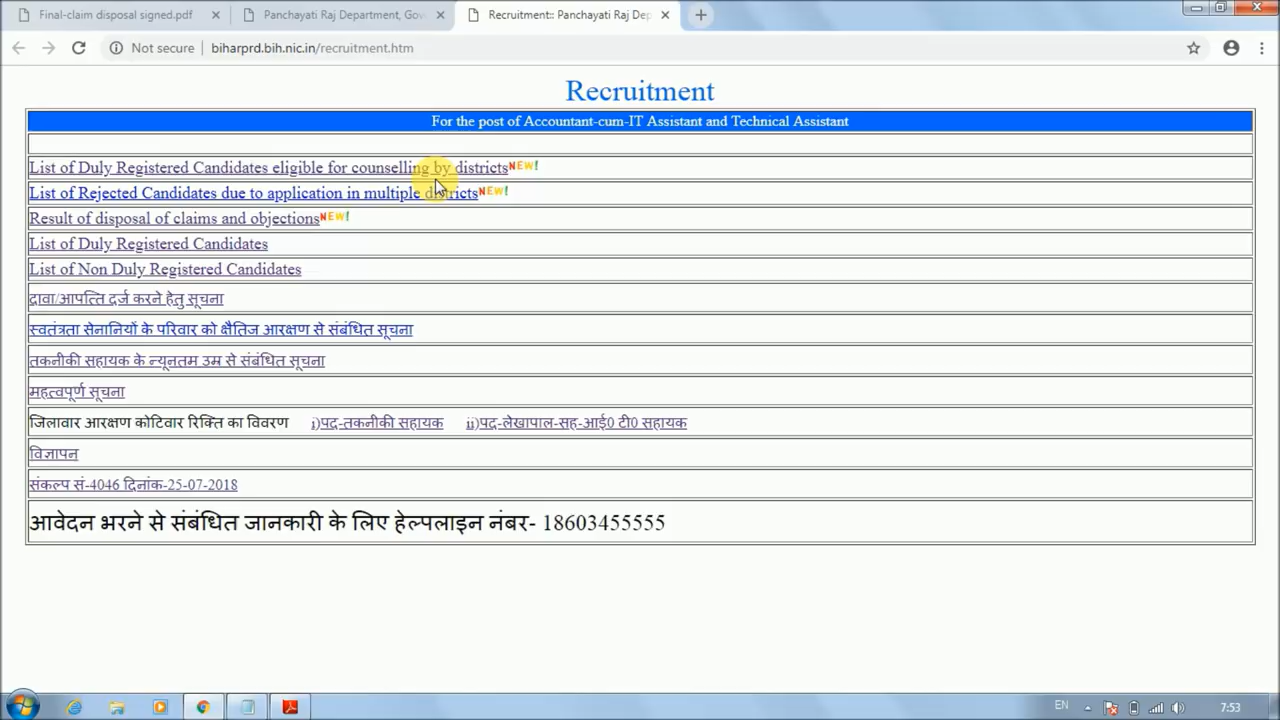 Final-claim disposal signed.pdf
Panchayati Raj Department, Gov
Recruitment:: Panchayati Raj Dep
Not secure
biharprd.bih.nic.in/recruitment.htm
Recruitment
For the post of Accountant-cum-IT Assistant and Technical Assistant
List of Duly Registered Candidates eligible for counselling by districts NEW!
List of Rejected Candidates due to application in multiple districts NEW!
Result of disposal of claims and objections NEW!
List of Duly Registered Candidates
List of Non Duly Registered Candidates
दावा/आपत्ति दर्ज करने हेतु सूचना
स्वतंत्रता सेनानियों के परिवार को क्षैतिज आरक्षण से संबंधित सूचना
तकनीकी सहायक के न्यूनतम उम्र से संबंधित सूचना
महत्वपूर्ण सूचना
जिलावार आरक्षण कोटिवार रिक्ति का विवरण i)पद-तकनीकी सहायक ii)पद-लेखापाल-सह-आई0 टी0 सहायक
विज्ञापन
संकल्प सं-4046 दिनांक-25-07-2018
आवेदन भरने से संबंधित जानकारी के लिए हेल्पलाइन नंबर- 18603455555
EN
7:53